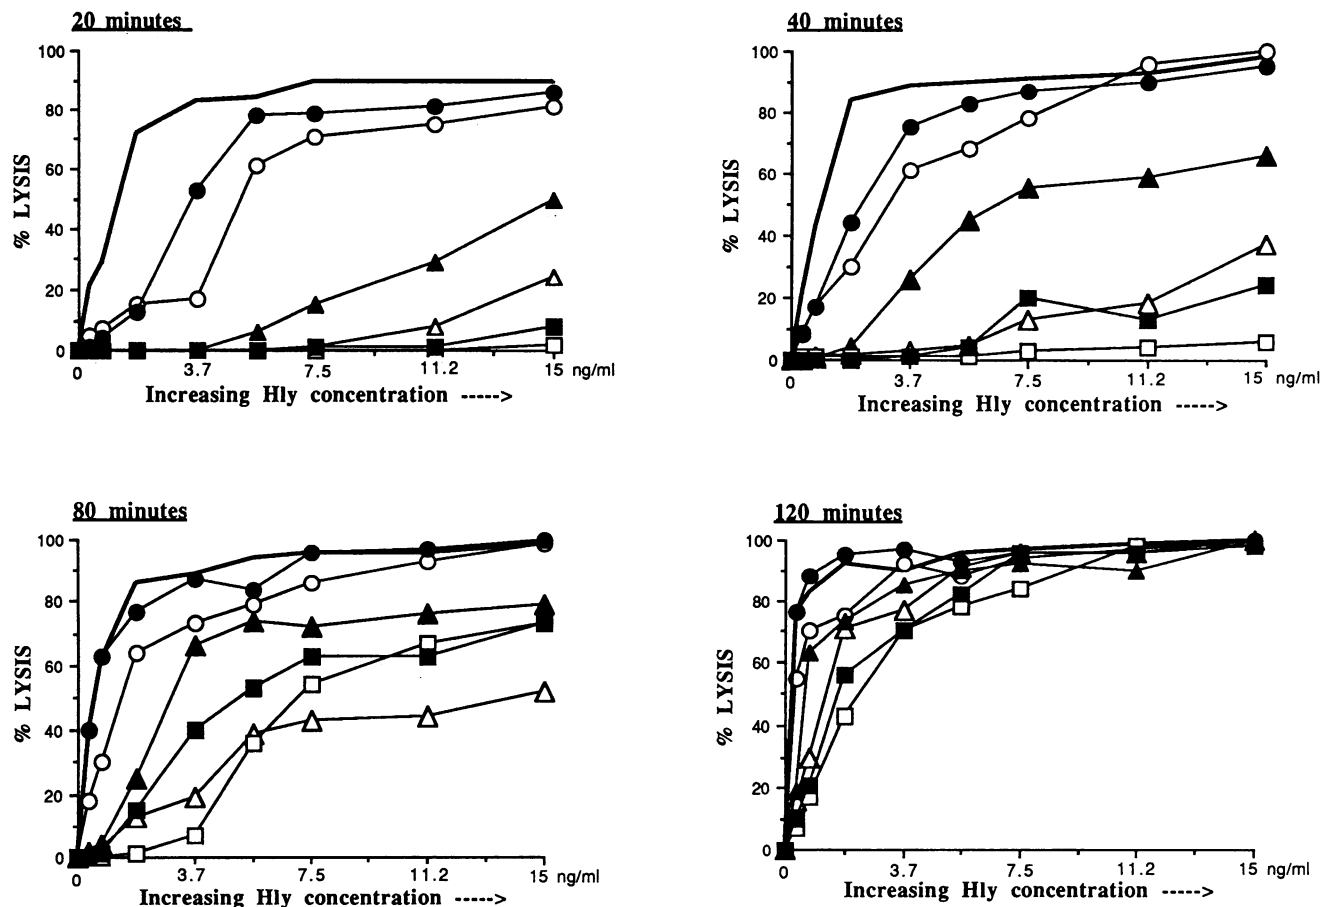 20 minutes
100
80
60
40
20
0
% LYSIS
0 3.7 7.5 11.2 15 ng/ml
Increasing Hly concentration ----->
40 minutes
100
80
60
40
20
0
% LYSIS
0 3.7 7.5 11.2 15 ng/ml
Increasing Hly concentration ----->
80 minutes
100
80
60
40
20
0
% LYSIS
0 3.7 7.5 11.2 15 ng/ml
Increasing Hly concentration ----->
120 minutes
100
80
60
40
20
0
% LYSIS
0 3.7 7.5 11.2 15 ng/ml
Increasing Hly concentration ----->